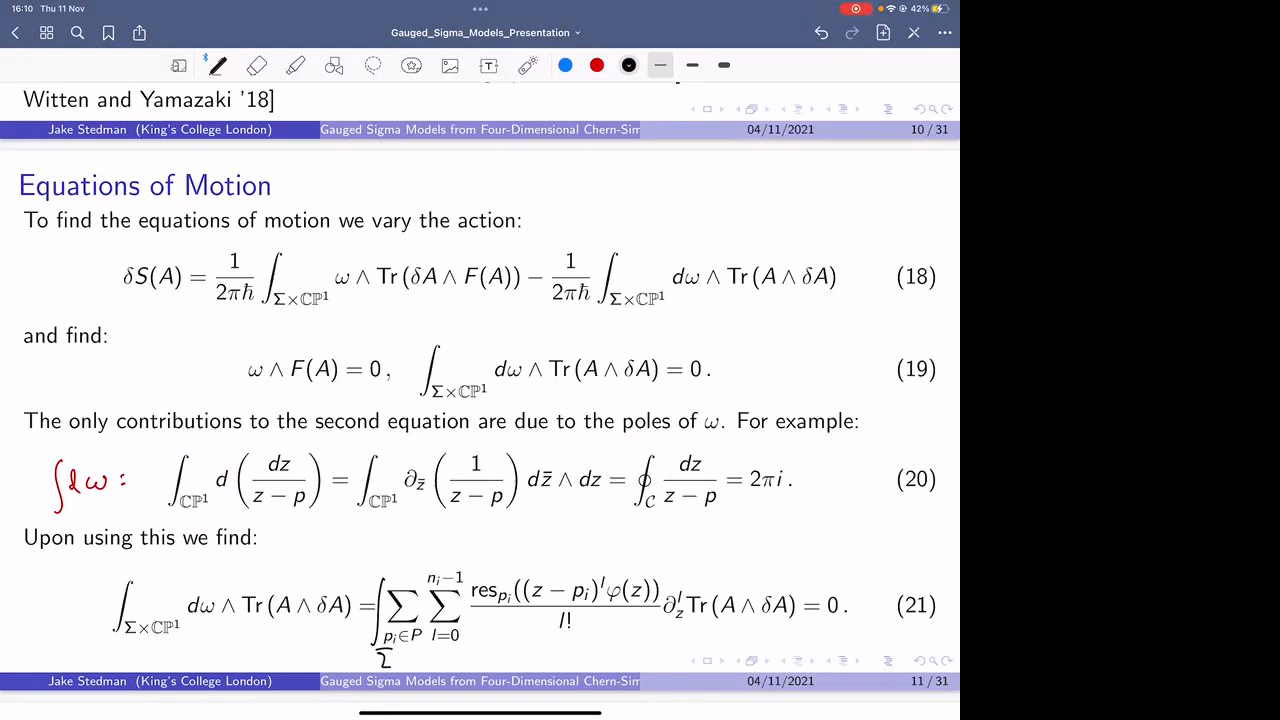 16:10 Thu 11 Nov
42%
Gauged_Sigma_Models_Presentation
Witten and Yamazaki '18]
Jake Stedman (King's College London) Gauged Sigma Models from Four-Dimensional Chern-Sim 04/11/2021 10 / 31
Equations of Motion
To find the equations of motion we vary the action:
δS(A) = 1/2πℏ ∫_{Σ×ℂℙ¹} ω ∧ Tr (δA ∧ F(A)) − 1/2πℏ ∫_{Σ×ℂℙ¹} dω ∧ Tr (A ∧ δA) (18)
and find:
ω ∧ F(A) = 0 , ∫_{Σ×ℂℙ¹} dω ∧ Tr (A ∧ δA) = 0 . (19)
The only contributions to the second equation are due to the poles of ω. For example:
∫dω : ∫_{ℂℙ¹} d (dz/(z − p)) = ∫_{ℂℙ¹} ∂_{z̄} (1/(z − p)) dz̄ ∧ dz = ∮_C dz/(z − p) = 2πi . (20)
Upon using this we find:
∫_{Σ×ℂℙ¹} dω ∧ Tr (A ∧ δA) = ∫_Σ ∑_{p_i∈P} ∑_{l=0}^{n_i−1} res_{p_i}((z − p_i)^l φ(z))/l! ∂_z^l Tr (A ∧ δA) = 0 . (21)
Jake Stedman (King's College London) Gauged Sigma Models from Four-Dimensional Chern-Sim 04/11/2021 11 / 31